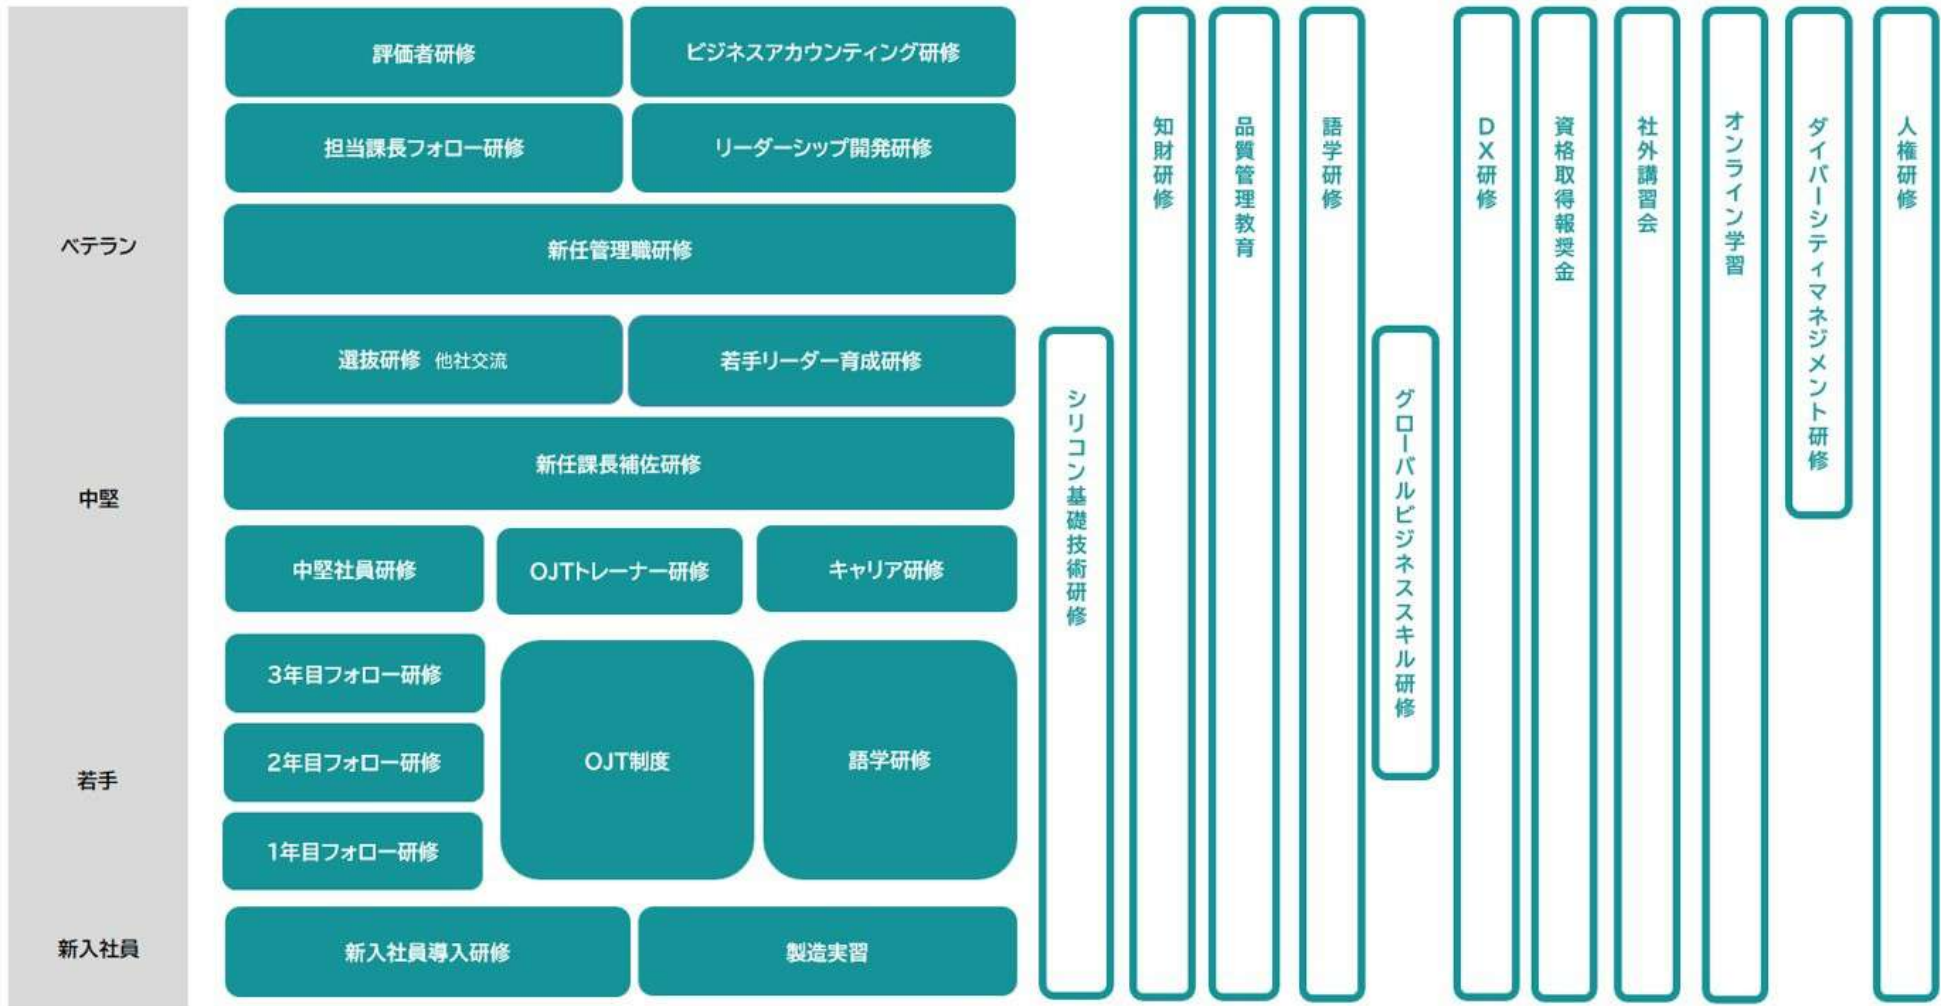 ベテラン
中堅
若手
新入社員
評価者研修
ビジネスアカウンティング研修
担当課長フォロー研修
リーダーシップ開発研修
新任管理職研修
選抜研修 他社交流
若手リーダー育成研修
新任課長補佐研修
中堅社員研修
OJTトレーナー研修
キャリア研修
3年目フォロー研修
2年目フォロー研修
1年目フォロー研修
OJT制度
語学研修
新入社員導入研修
製造実習
シリコン基礎技術研修
知財研修
品質管理教育
語学研修
グローバルビジネススキル研修
DX研修
資格取得報奨金
社外講習会
オンライン学習
ダイバーシティマネジメント研修
人権研修